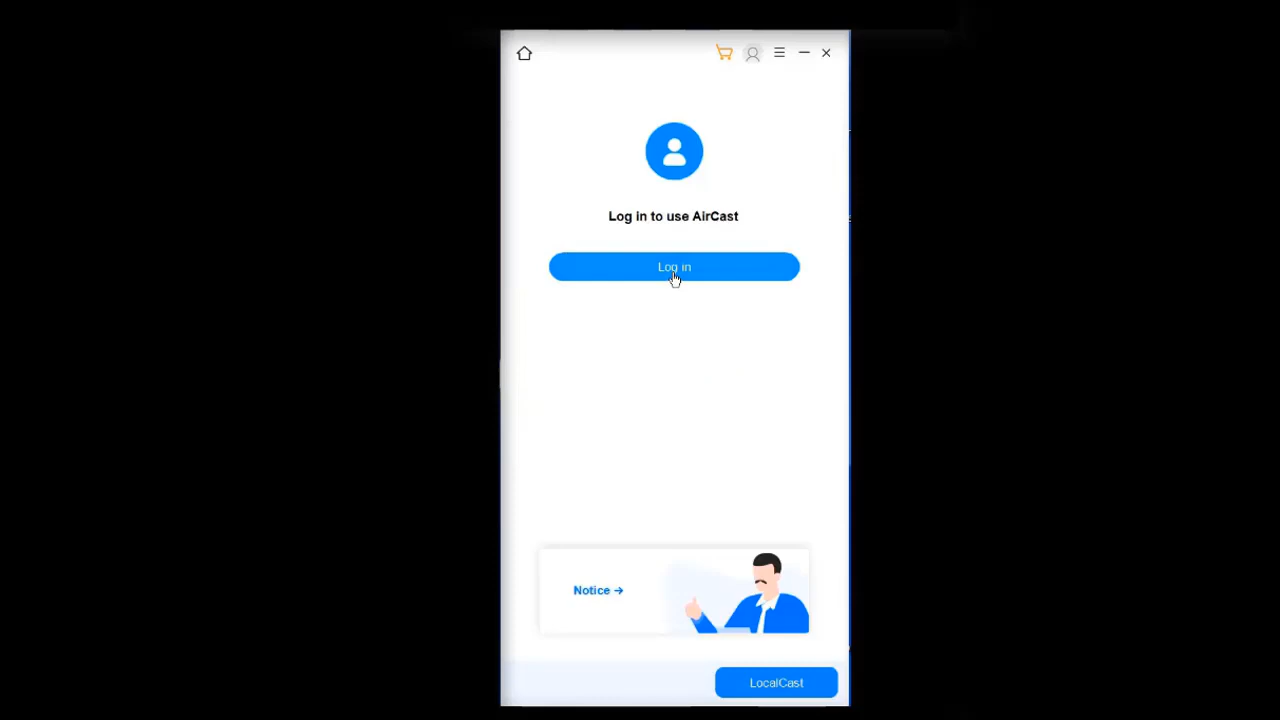 Log in to use AirCast
Log in
Notice →
LocalCast